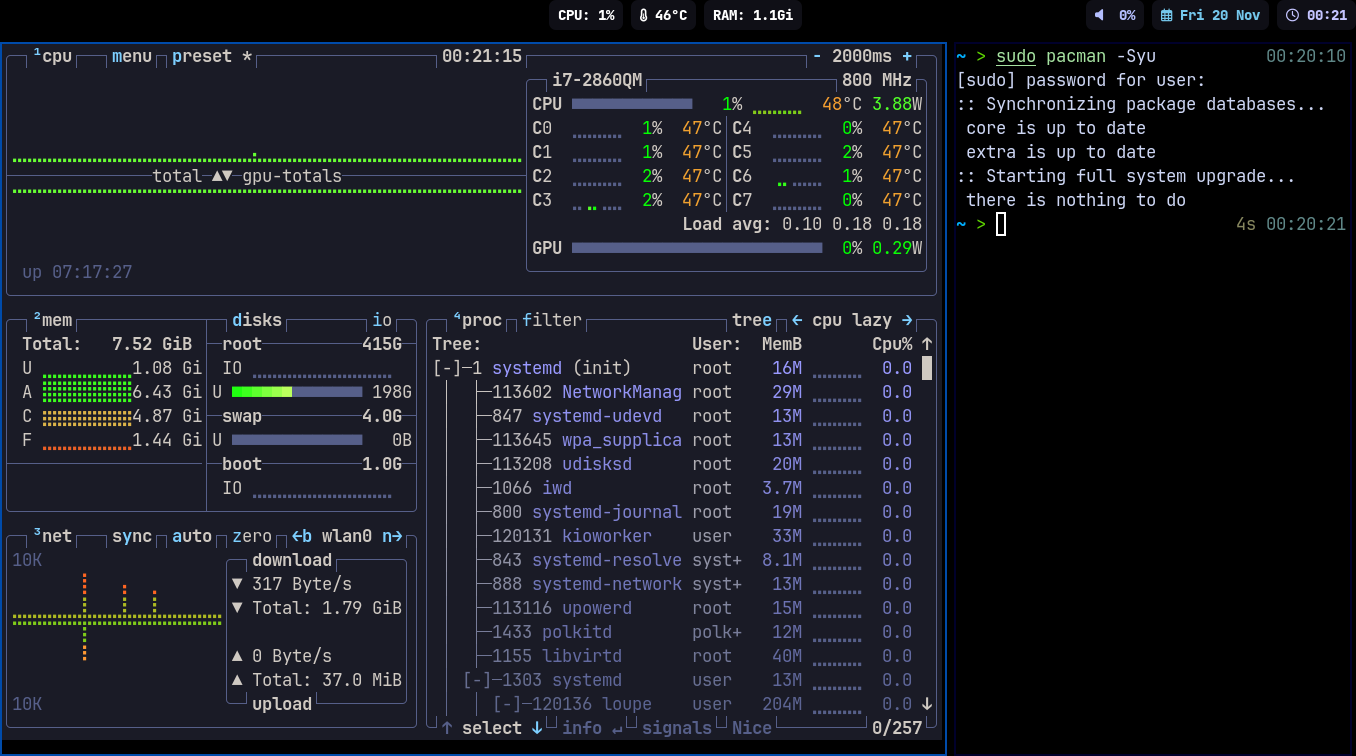 CPU: 1% 46°C RAM: 1.1Gi 0% Fri 20 Nov 00:21
¹cpu menu preset * 00:21:15 - 2000ms +
i7-2860QM 800 MHz
CPU 1% 48°C 3.88W
C0 1% 47°C C4 0% 47°C
C1 1% 47°C C5 2% 47°C
C2 2% 47°C C6 1% 47°C
C3 2% 47°C C7 0% 47°C
Load avg: 0.10 0.18 0.18
GPU 0% 0.29W
total ▲▼ gpu-totals
up 07:17:27
²mem disks io
Total: 7.52 GiB
U 1.08 Gi
A 6.43 Gi
C 4.87 Gi
F 1.44 Gi
root 415G
IO
U 198G
swap 4.0G
U 0B
boot 1.0G
IO
³net sync auto zero ←b wlan0 n→
10K
download
▼ 317 Byte/s
▼ Total: 1.79 GiB
▲ 0 Byte/s
▲ Total: 37.0 MiB
upload
10K
⁴proc filter tree ← cpu lazy →
Tree: User: MemB Cpu% ↑
[-]─1 systemd (init) root 16M 0.0
├─113602 NetworkManag root 29M 0.0
├─847 systemd-udevd root 13M 0.0
├─113645 wpa_supplica root 13M 0.0
├─113208 udisksd root 20M 0.0
├─1066 iwd root 3.7M 0.0
├─800 systemd-journal root 19M 0.0
├─120131 kioworker user 33M 0.0
├─843 systemd-resolve syst+ 8.1M 0.0
├─888 systemd-network syst+ 13M 0.0
├─113116 upowerd root 15M 0.0
├─1433 polkitd polk+ 12M 0.0
├─1155 libvirtd root 40M 0.0
[-]─1303 systemd user 13M 0.0
│ [-]─120136 loupe user 204M 0.0 ↓
↑ select ↓ info ↵ signals Nice 0/257
~ > sudo pacman -Syu 00:20:10
[sudo] password for user:
:: Synchronizing package databases...
core is up to date
extra is up to date
:: Starting full system upgrade...
there is nothing to do
~ > 4s 00:20:21